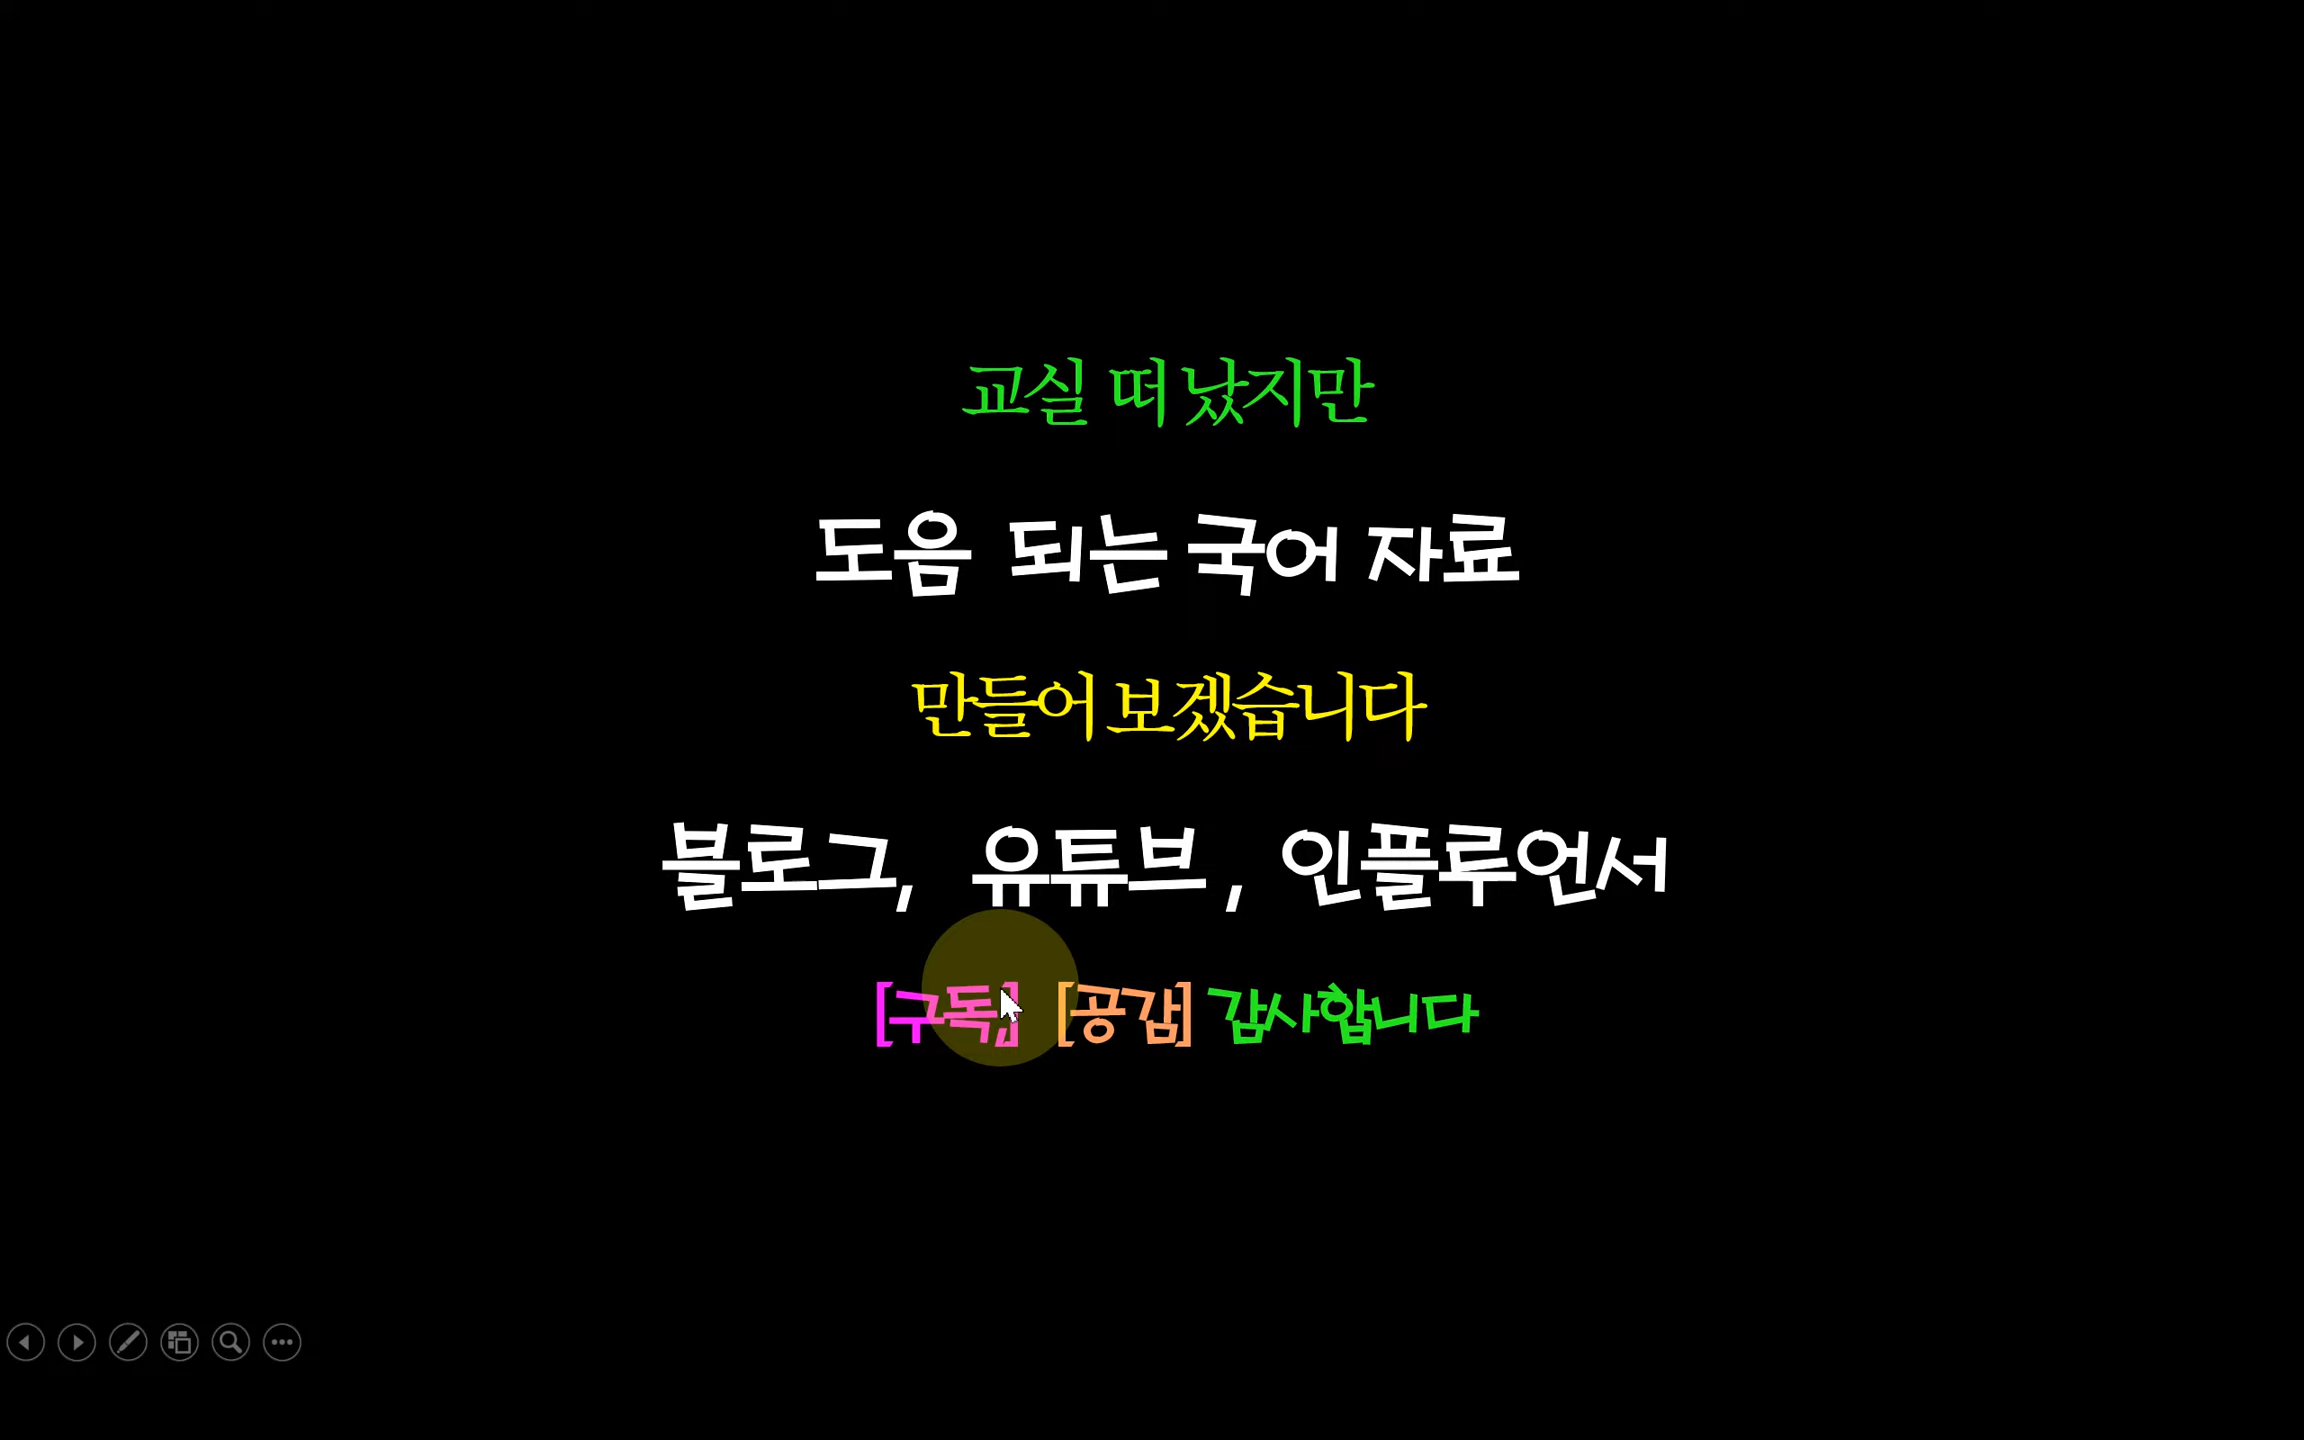 교실 떠 났지만
도움 되는 국어 자료
만들어 보겠습니다
블로그, 유튜브, 인플루언서
[구독,] [공감] 감사합니다